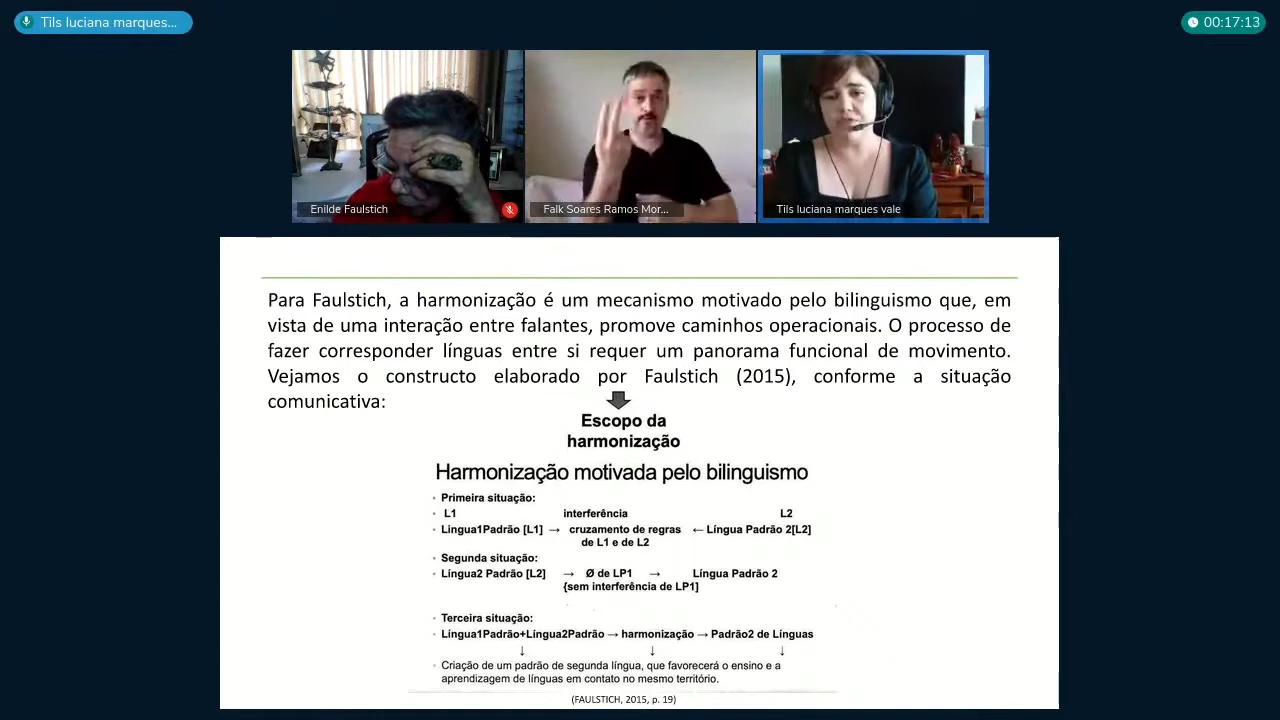 Tils luciana marques...
00:17:13
Enilde Faulstich
Falk Soares Ramos Mor...
Tils luciana marques vale
Para Faulstich, a harmonização é um mecanismo motivado pelo bilinguismo que, em
vista de uma interação entre falantes, promove caminhos operacionais. O processo de
fazer corresponder línguas entre si requer um panorama funcional de movimento.
Vejamos o constructo elaborado por Faulstich (2015), conforme a situação
comunicativa:
Escopo da
harmonização
Harmonização motivada pelo bilinguismo
• Primeira situação:
• L1 interferência L2
• Língua1Padrão [L1] → cruzamento de regras ← Língua Padrão 2[L2]
de L1 e de L2
• Segunda situação:
• Língua2 Padrão [L2] → Ø de LP1 → Língua Padrão 2
{sem interferência de LP1]
• Terceira situação:
• Língua1Padrão+Língua2Padrão → harmonização → Padrão2 de Línguas
↓ ↓ ↓
• Criação de um padrão de segunda língua, que favorecerá o ensino e a
aprendizagem de línguas em contato no mesmo território.
(FAULSTICH, 2015, p. 19)